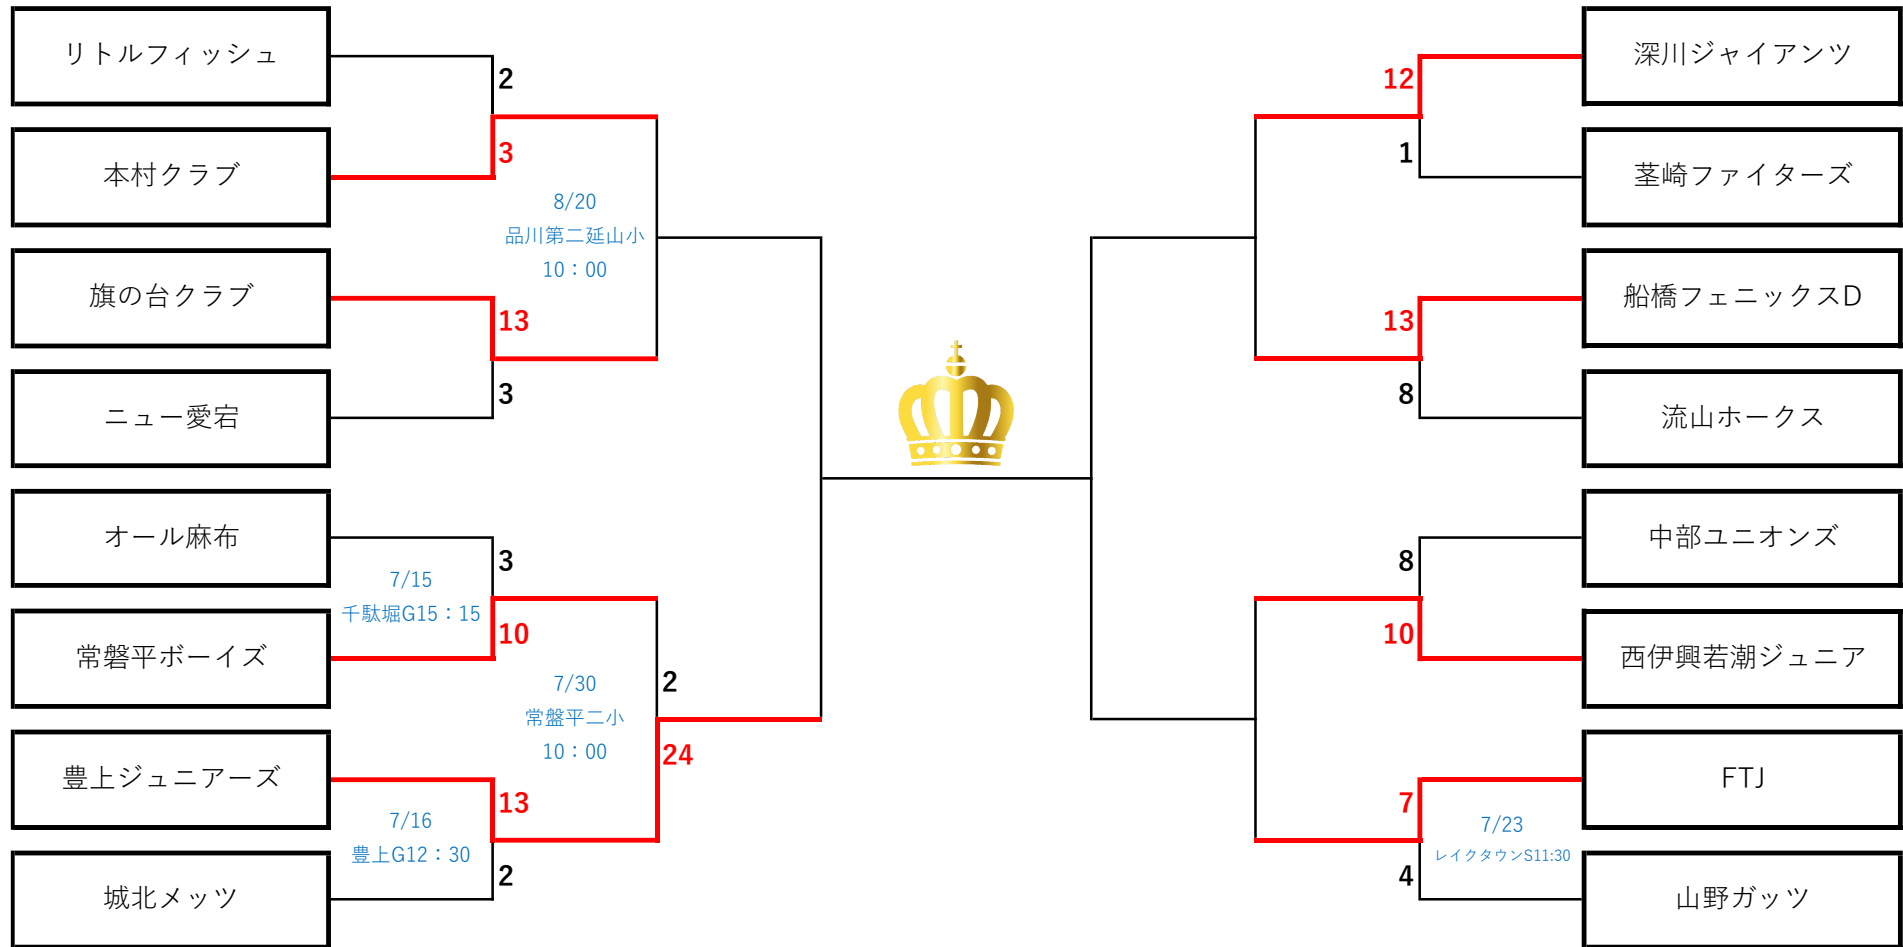 リトルフィッシュ
2
本村クラブ
3
8/20
品川第二延山小
10：00
旗の台クラブ
13
ニュー愛宕
3
オール麻布
3
7/15
千駄堀G15：15
常磐平ボーイズ
10
7/30
常盤平二小
10：00
2
24
豊上ジュニアーズ
13
7/16
豊上G12：30
城北メッツ
2
深川ジャイアンツ
12
茎崎ファイターズ
1
船橋フェニックスD
13
流山ホークス
8
中部ユニオンズ
8
西伊興若潮ジュニア
10
FTJ
7
7/23
レイクタウンS11:30
山野ガッツ
4